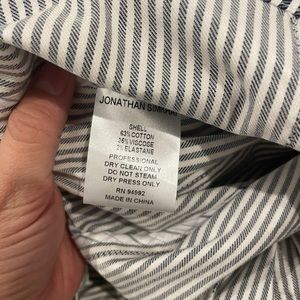 JONATHAN SIMKHAI
SHELL
63% COTTON
35% VISCOSE
2% ELASTANE
PROFESSIONAL
DRY CLEAN ONLY
DO NOT STEAM
DRY PRESS ONLY
RN 94992
MADE IN CHINA